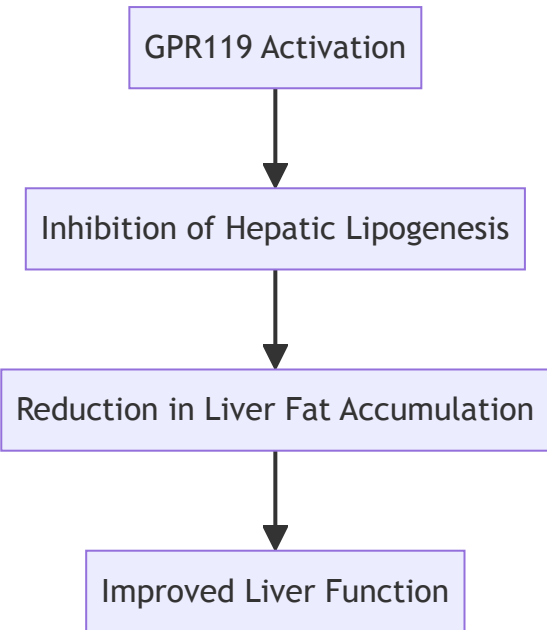 GPR119 Activation
Inhibition of Hepatic Lipogenesis
Reduction in Liver Fat Accumulation
Improved Liver Function